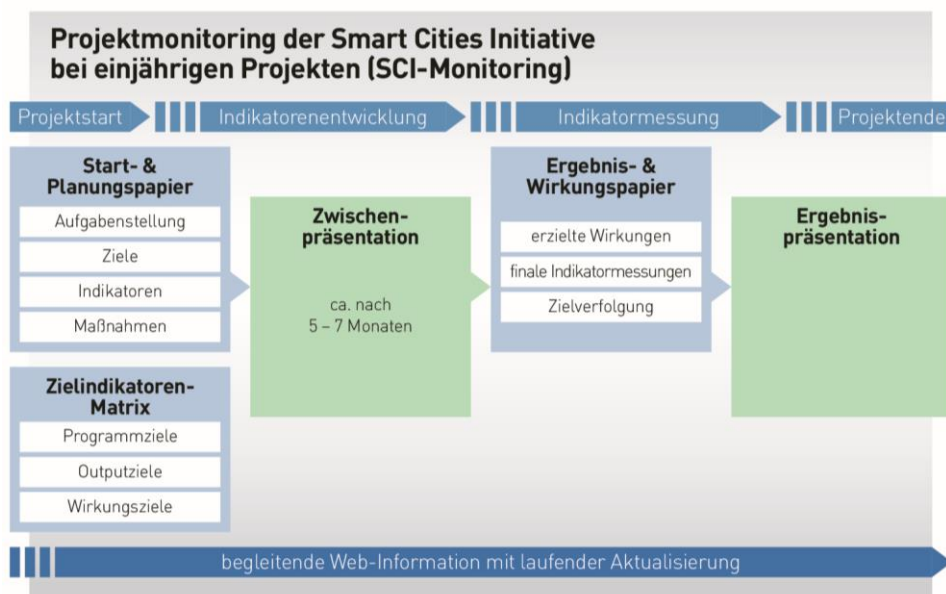 Projektmonitoring der Smart Cities Initiative
bei einjährigen Projekten (SCI-Monitoring)
Projektstart
Indikatorenentwicklung
Indikatormessung
Projektende
Start- &
Planungspapier
Aufgabenstellung
Ziele
Indikatoren
Maßnahmen
Zwischen-
präsentation
ca. nach
5 – 7 Monaten
Ergebnis- &
Wirkungspapier
erzielte Wirkungen
finale Indikatormessungen
Zielverfolgung
Ergebnis-
präsentation
Zielindikatoren-
Matrix
Programmziele
Outputziele
Wirkungsziele
begleitende Web-Information mit laufender Aktualisierung